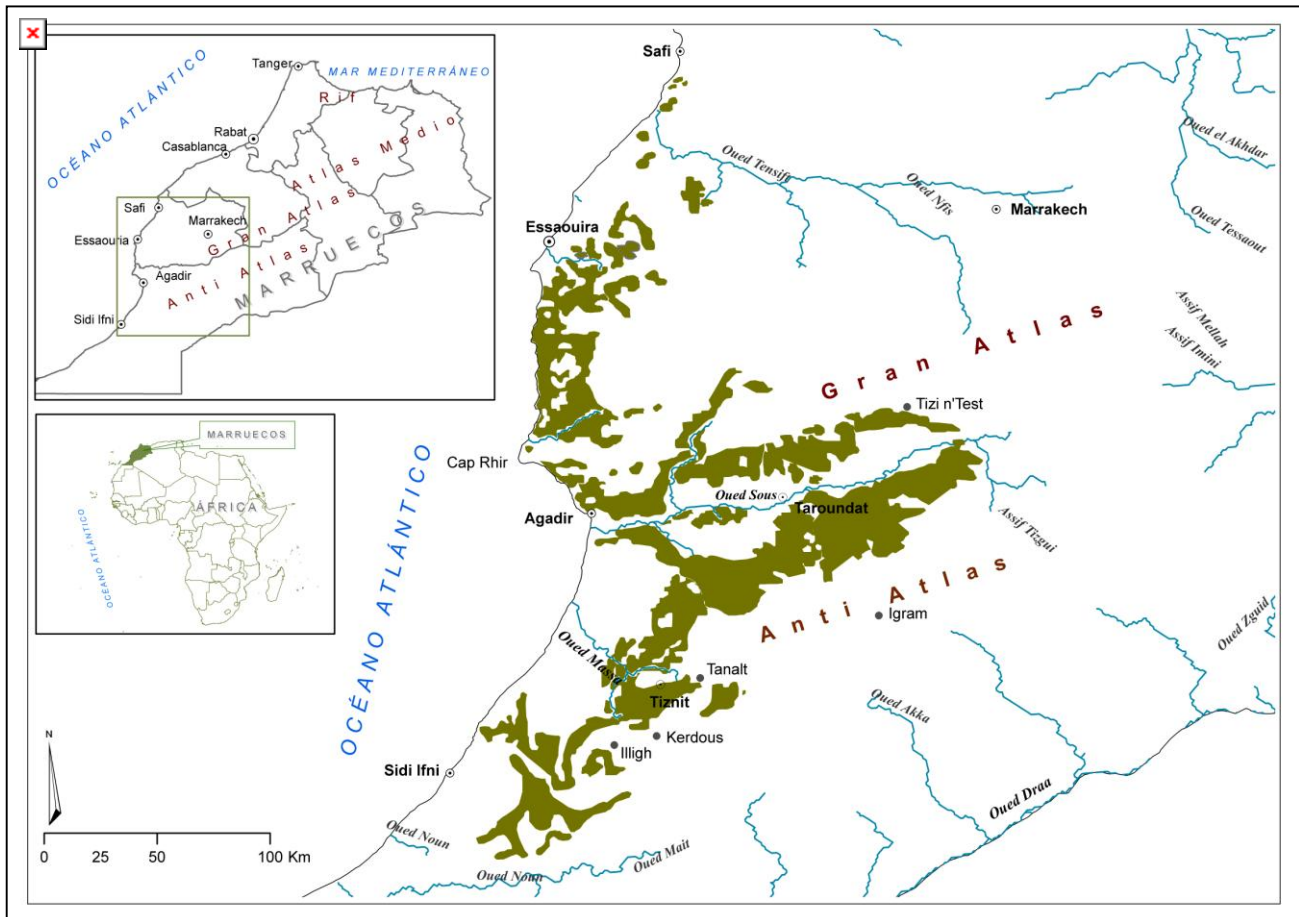 OCÉANO ATLÁNTICO
Tanger
MAR MEDITERRÁNEO
Rif
Rabat
Casablanca
Atlas Medio
Safi
Marrakech
Gran Atlas
Essaouria
MARRUECOS
Agadir
Anti Atlas
Sidi Ifni
MARRUECOS
ÁFRICA
OCÉANO ATLÁNTICO
Safi
Oued el Akhdar
Oued Tensift
Oued Nfis
Marrakech
Oued Tessaout
Essaouira
Assif Mellah
Assif Imini
Gran Atlas
Tizi n'Test
Cap Rhir
OCÉANO ATLÁNTICO
Oued Sous
Taroundat
Agadir
Assif Tizgui
Anti Atlas
Igram
Oued Zguid
Oued Massa
Tanalt
Tiznit
Oued Akka
Kerdous
Illigh
Sidi Ifni
Oued Draa
Oued Noun
Oued Mait
Oued Noun
N
0 25 50 100 Km